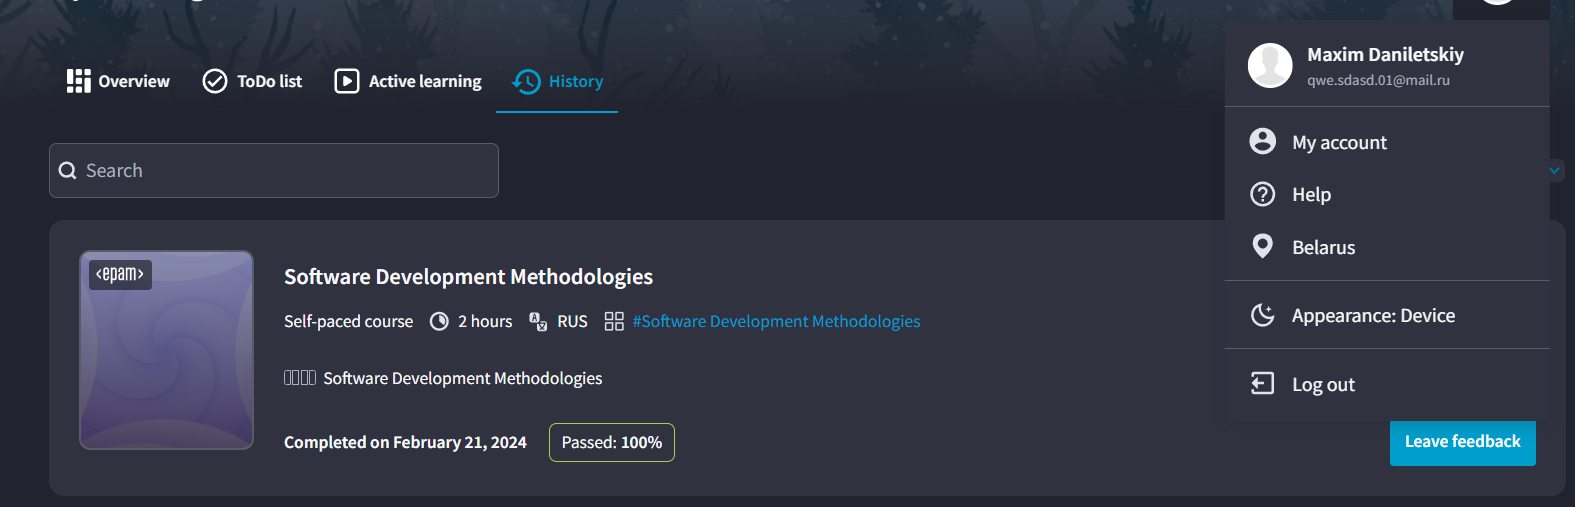 Overview
ToDo list
Active learning
History
Search
Maxim Daniletskiy
qwe.sdasd.01@mail.ru
My account
Help
Belarus
Appearance: Device
Log out
<epam>
Software Development Methodologies
Self-paced course 2 hours RUS #Software Development Methodologies
Software Development Methodologies
Completed on February 21, 2024 Passed: 100%
Leave feedback